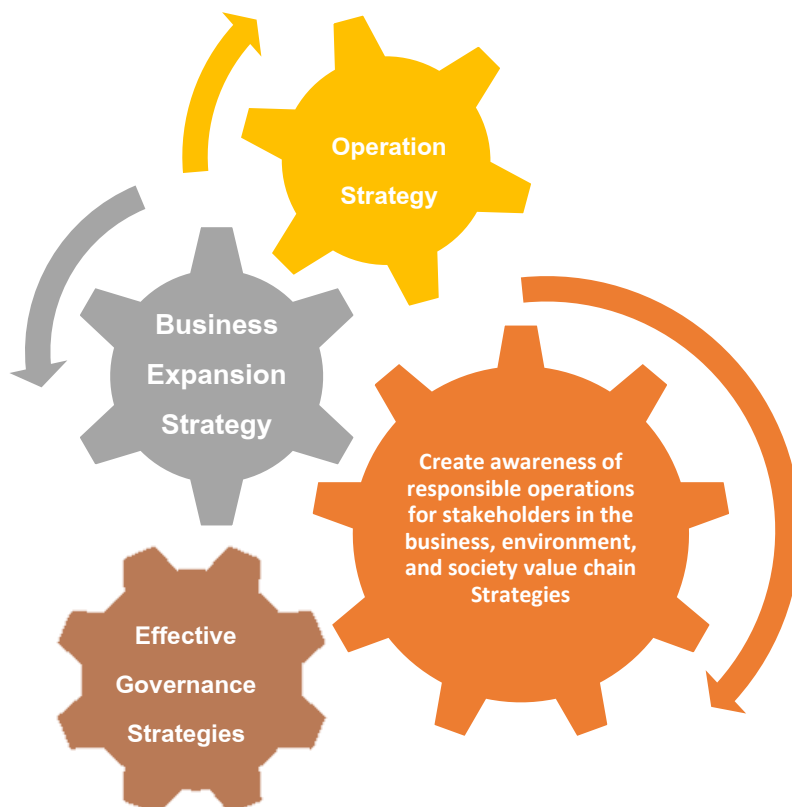 Operation
Strategy
Business
Expansion
Strategy
Create awareness of
responsible operations
for stakeholders in the
business, environment,
and society value chain
Strategies
Effective
Governance
Strategies